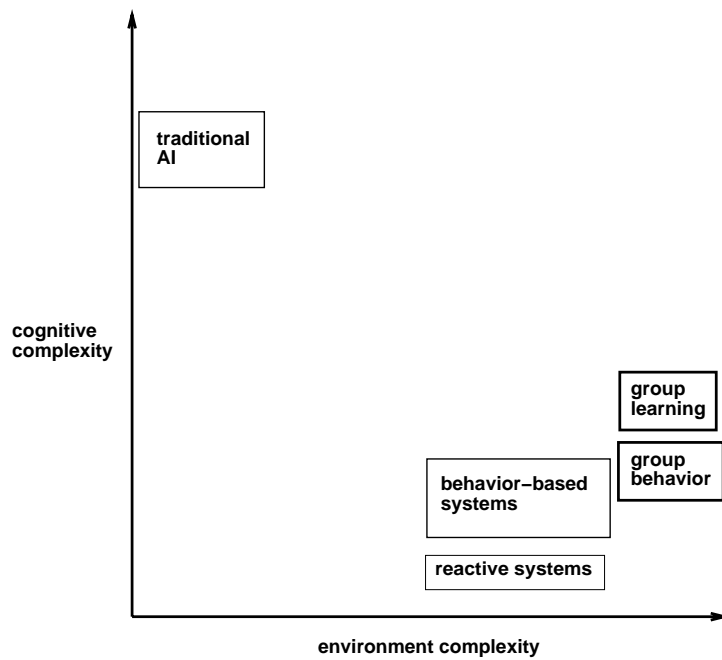 traditional
AI
cognitive
complexity
group
learning
group
behavior
behavior−based
systems
reactive systems
environment complexity